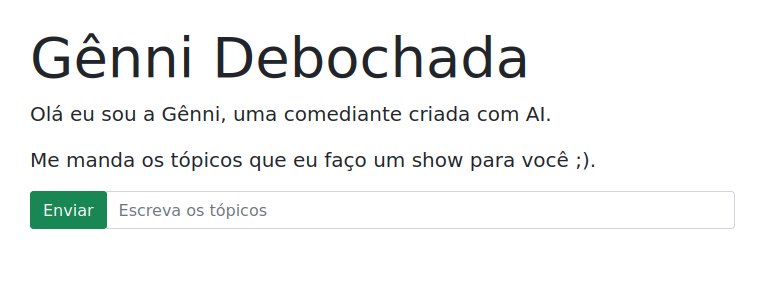 Gênni Debochada
Olá eu sou a Gênni, uma comediante criada com AI.
Me manda os tópicos que eu faço um show para você ;).
Enviar Escreva os tópicos